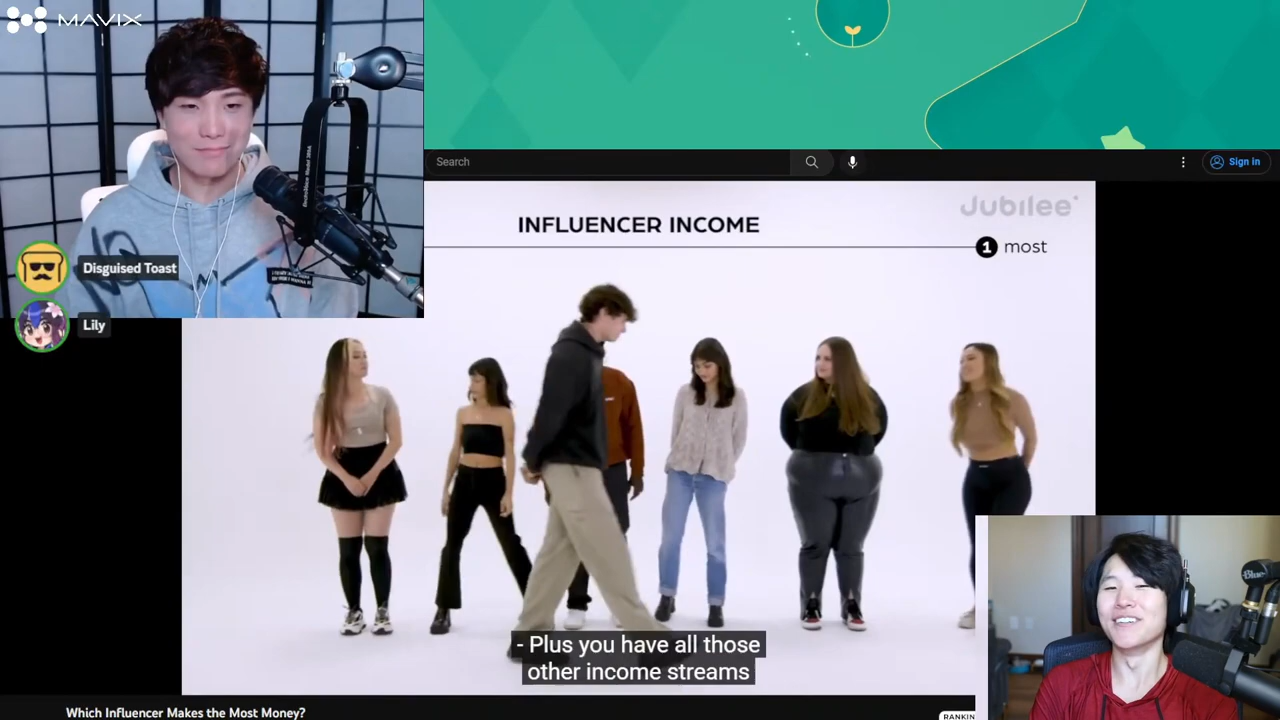 MAVIX
Search
Sign in
Jubilee
INFLUENCER INCOME
1 most
Disguised Toast
Lily
- Plus you have all those
other income streams
Which Influencer Makes the Most Money?
RANKIN